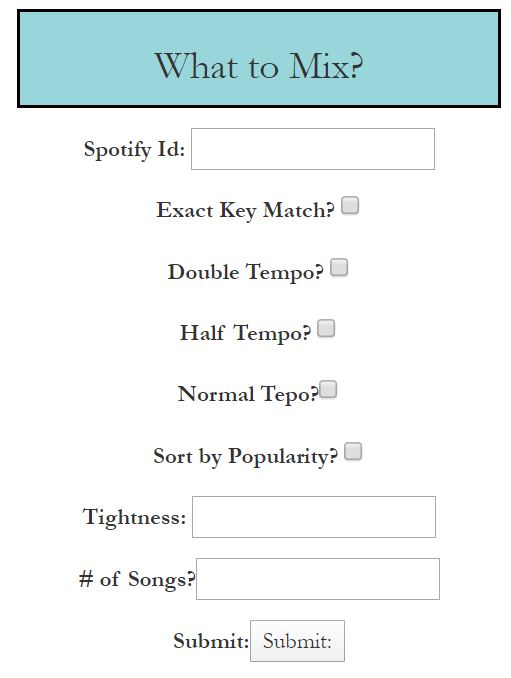 What to Mix?
Spotify Id:
Exact Key Match?
Double Tempo?
Half Tempo?
Normal Tepo?
Sort by Popularity?
Tightness:
# of Songs?
Submit: Submit: